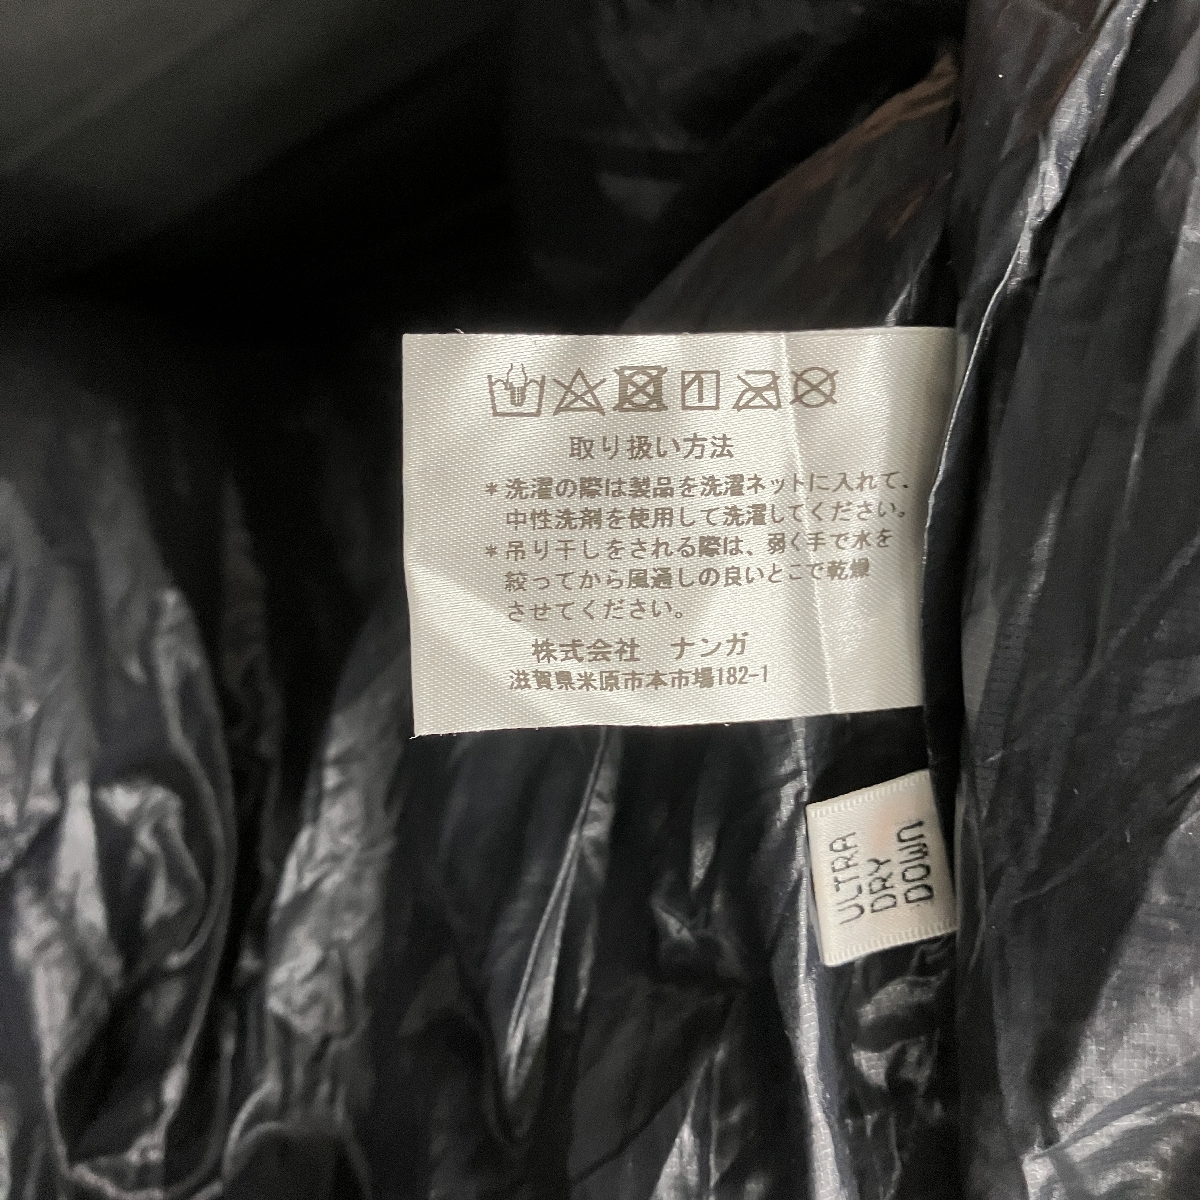 取り扱い方法
*洗濯の際は製品を洗濯ネットに入れて、
中性洗剤を使用して洗濯してください。
*吊り干しをされる際は、弱く手で水を
絞ってから風通しの良いとこで乾燥
させてください。
株式会社 ナンガ
滋賀県米原市本市場182-1
ULTRA
DRY
DOWN